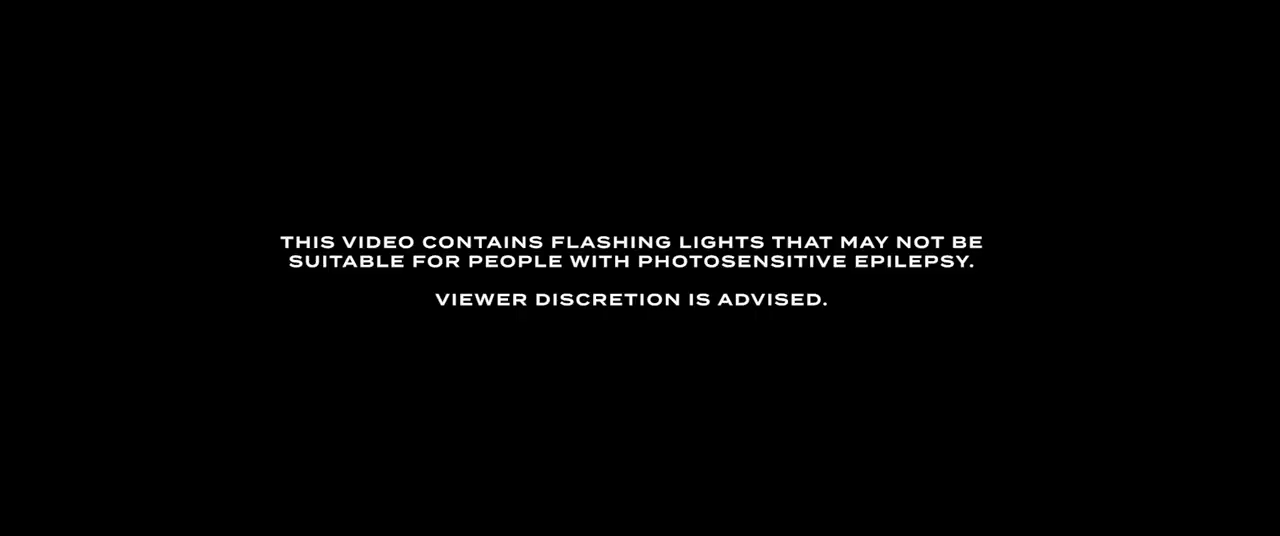 THIS VIDEO CONTAINS FLASHING LIGHTS THAT MAY NOT BE
SUITABLE FOR PEOPLE WITH PHOTOSENSITIVE EPILEPSY.
VIEWER DISCRETION IS ADVISED.